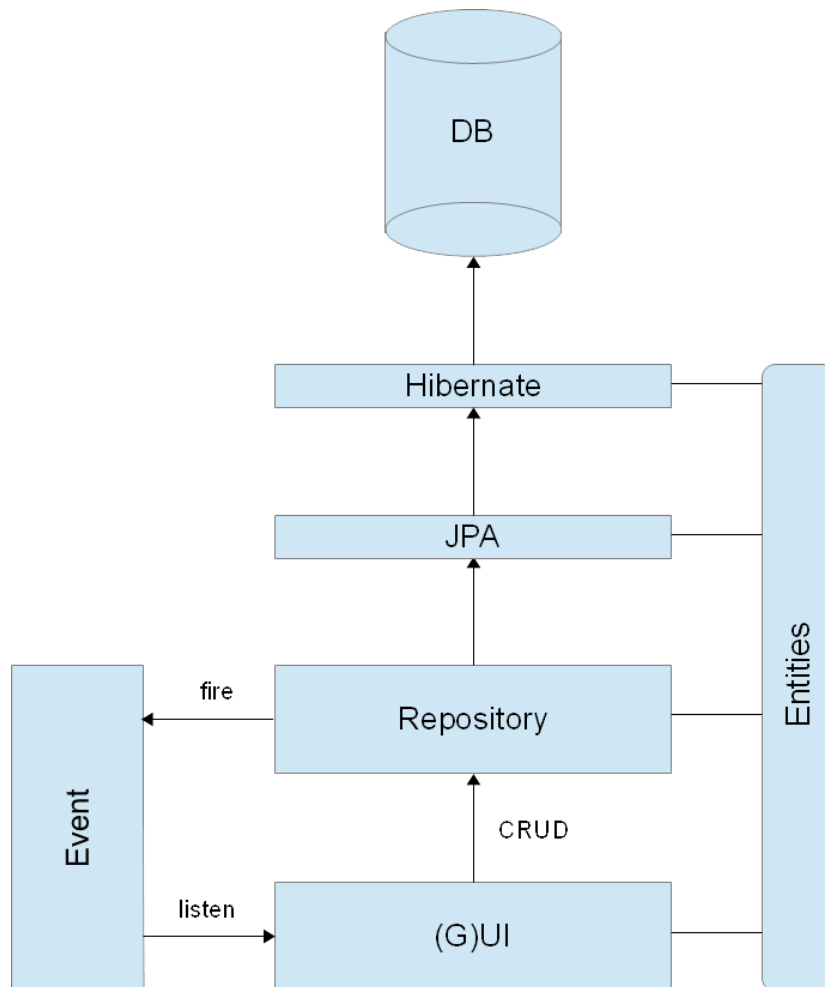 DB
Hibernate
JPA
Entities
fire
Repository
Event
CRUD
listen
(G)UI